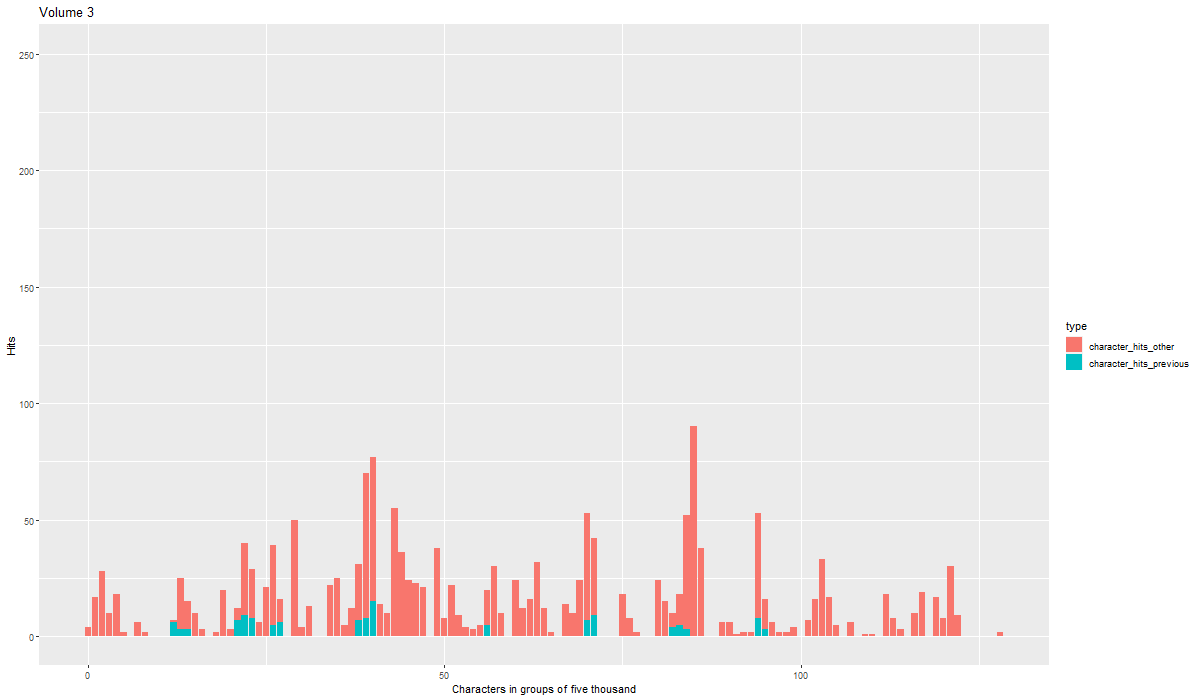 Volume 3
250
200
150
100
50
0
Hits
0
50
100
Characters in groups of five thousand
type
character_hits_other
character_hits_previous